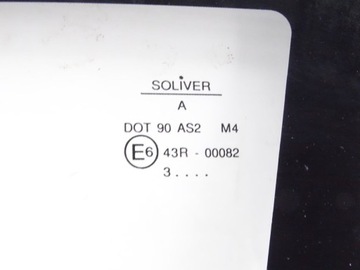 SOLIVER
A
DOT 90 AS2 M4
E6 43R - 00082
3 . . . .